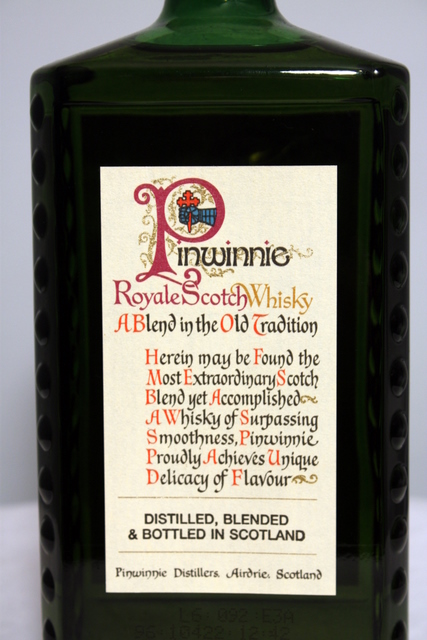 Pinwinnie
Royale Scotch Whisky
A Blend in the Old Tradition
Herein may be Found the
Most Extraordinary Scotch
Blend yet Accomplished
A Whisky of Surpassing
Smoothness, Pinwinnie
Proudly Achieves Unique
Delicacy of Flavour
DISTILLED, BLENDED
& BOTTLED IN SCOTLAND
Pinwinnie Distillers, Airdrie, Scotland